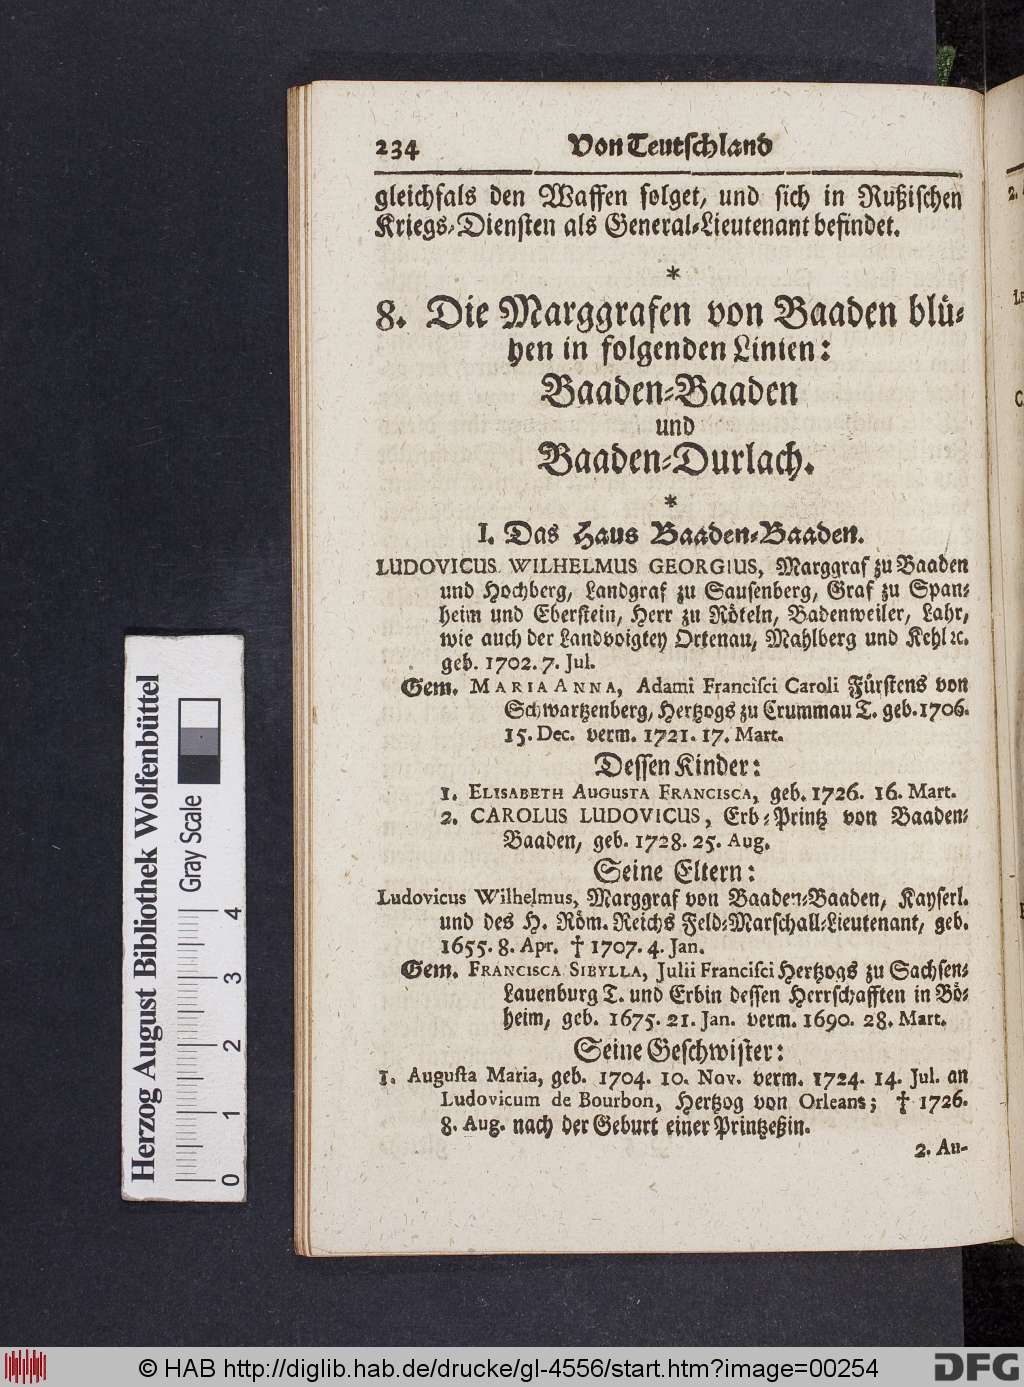 234 Von Teutschland
gleichfals den Waffen folget, und sich in Rußischen
Kriegs-Diensten als General-Lieutenant befindet.
*
8. Die Marggrafen von Baaden blü-
hen in folgenden Linien:
Baaden-Baaden
und
Baaden-Durlach.
*
I. Das Haus Baaden-Baaden.
LUDOVICUS WILHELMUS GEORGIUS, Marggraf zu Baaden
und Hochberg, Landgraf zu Sausenberg, Graf zu Span-
heim und Eberstein, Herr zu Röteln, Badenweiler, Lahr,
wie auch der Landvoigtey Ortenau, Mahlberg und Kehl ꝛc.
geb. 1702. 7. Jul.
Gem. MARIA ANNA, Adami Francisci Caroli Fürstens von
Schwartzenberg, Hertzogs zu Crummau T. geb. 1706.
15. Dec. verm. 1721. 17. Mart.
Dessen Kinder:
1. ELISABETH AUGUSTA FRANCISCA, geb. 1726. 16. Mart.
2. CAROLUS LUDOVICUS, Erb-Printz von Baaden-
Baaden, geb. 1728. 25. Aug.
Seine Eltern:
Ludovicus Wilhelmus, Marggraf von Baaden-Baaden, Kayserl.
und des H. Röm. Reichs Feld-Marschall-Lieutenant, geb.
1655. 8. Apr. † 1707. 4. Jan.
Gem. FRANCISCA SIBYLLA, Julii Francisci Hertzogs zu Sachsen-
Lauenburg T. und Erbin dessen Herrschafften in Bö-
heim, geb. 1675. 21. Jan. verm. 1690. 28. Mart.
Seine Geschwister:
1. Augusta Maria, geb. 1704. 10. Nov. verm. 1724. 14. Jul. an
Ludovicum de Bourbon, Hertzog von Orleans; † 1726.
8. Aug. nach der Geburt einer Printzeßin.
2. Au-
Herzog August Bibliothek Wolfenbüttel
Gray Scale
0 1 2 3 4
© HAB http://diglib.hab.de/drucke/gl-4556/start.htm?image=00254
DFG